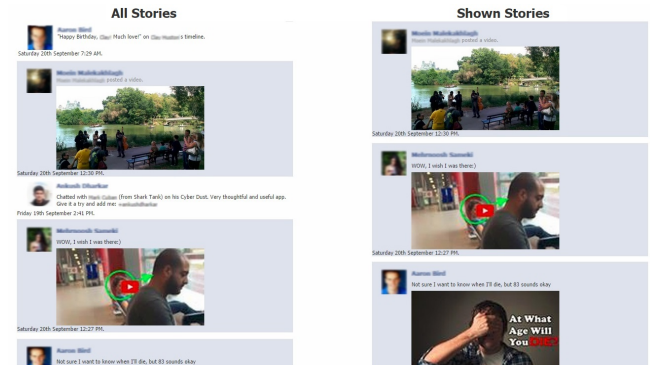 All Stories
"Happy Birthday, Much love!" on 's timeline.
Saturday 20th September 7:29 AM.
posted a video.
Saturday 20th September 12:30 PM.
Chatted with (from Shark Tank) on his Cyber Dust. Very thoughtful and useful app.
Give it a try and add me:
Friday 19th September 2:41 PM.
WOW, I wish I was there:)
Saturday 20th September 12:27 PM.
Not sure I want to know when I'll die, but 83 sounds okay
Shown Stories
posted a video.
Saturday 20th September 12:30 PM.
WOW, I wish I was there:)
Saturday 20th September 12:27 PM.
Not sure I want to know when I'll die, but 83 sounds okay
At What
Age Will
You DIE?